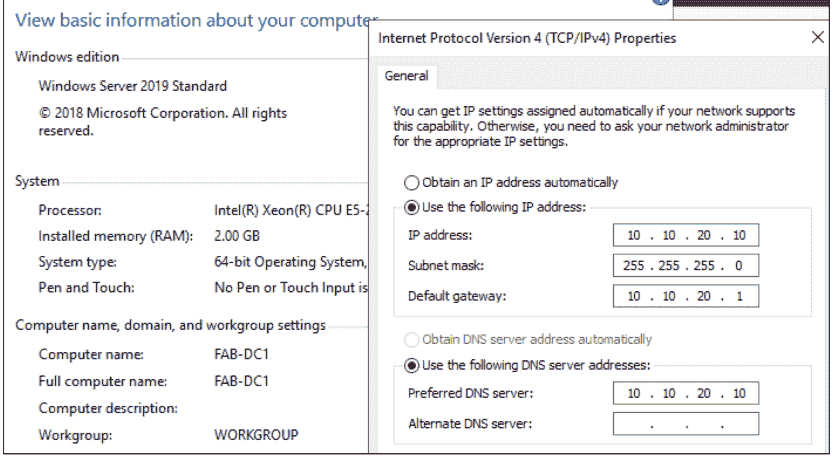 View basic information about your computer
Windows edition
Windows Server 2019 Standard
© 2018 Microsoft Corporation. All rights
reserved.
System
Processor: Intel(R) Xeon(R) CPU E5-2
Installed memory (RAM): 2.00 GB
System type: 64-bit Operating System,
Pen and Touch: No Pen or Touch Input is
Computer name, domain, and workgroup settings
Computer name: FAB-DC1
Full computer name: FAB-DC1
Computer description:
Workgroup: WORKGROUP
Internet Protocol Version 4 (TCP/IPv4) Properties
General
You can get IP settings assigned automatically if your network supports
this capability. Otherwise, you need to ask your network administrator
for the appropriate IP settings.
Obtain an IP address automatically
Use the following IP address:
IP address: 10 . 10 . 20 . 10
Subnet mask: 255 . 255 . 255 . 0
Default gateway: 10 . 10 . 20 . 1
Obtain DNS server address automatically
Use the following DNS server addresses:
Preferred DNS server: 10 . 10 . 20 . 10
Alternate DNS server: . . .